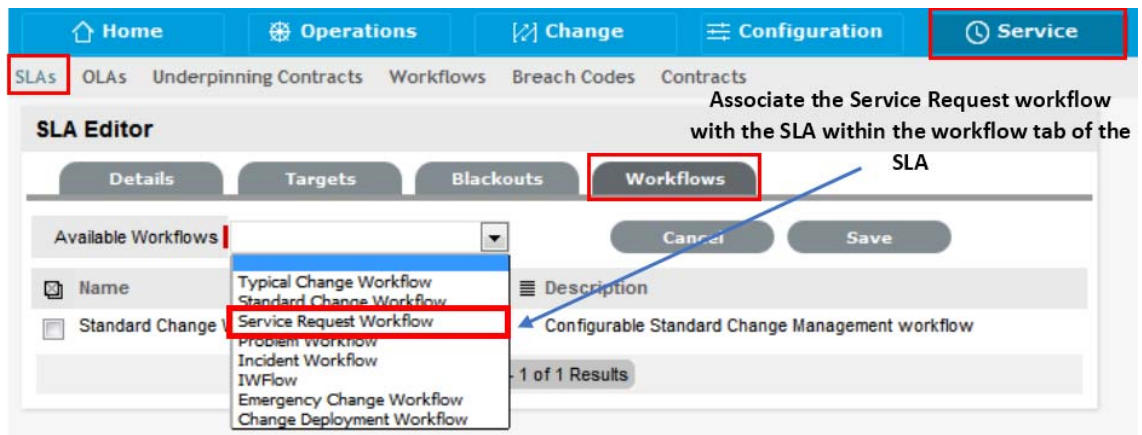 Home Operations Change Configuration Service
SLAs OLAs Underpinning Contracts Workflows Breach Codes Contracts
Associate the Service Request workflow
with the SLA within the workflow tab of the
SLA
SLA Editor
Details Targets Blackouts Workflows
Available Workflows Cancel Save
Name Description
Typical Change Workflow
Standard Change Workflow
Service Request Workflow
Problem Workflow
Incident Workflow
IWFlow
Emergency Change Workflow
Change Deployment Workflow
Standard Change Configurable Standard Change Management workflow
1 of 1 Results